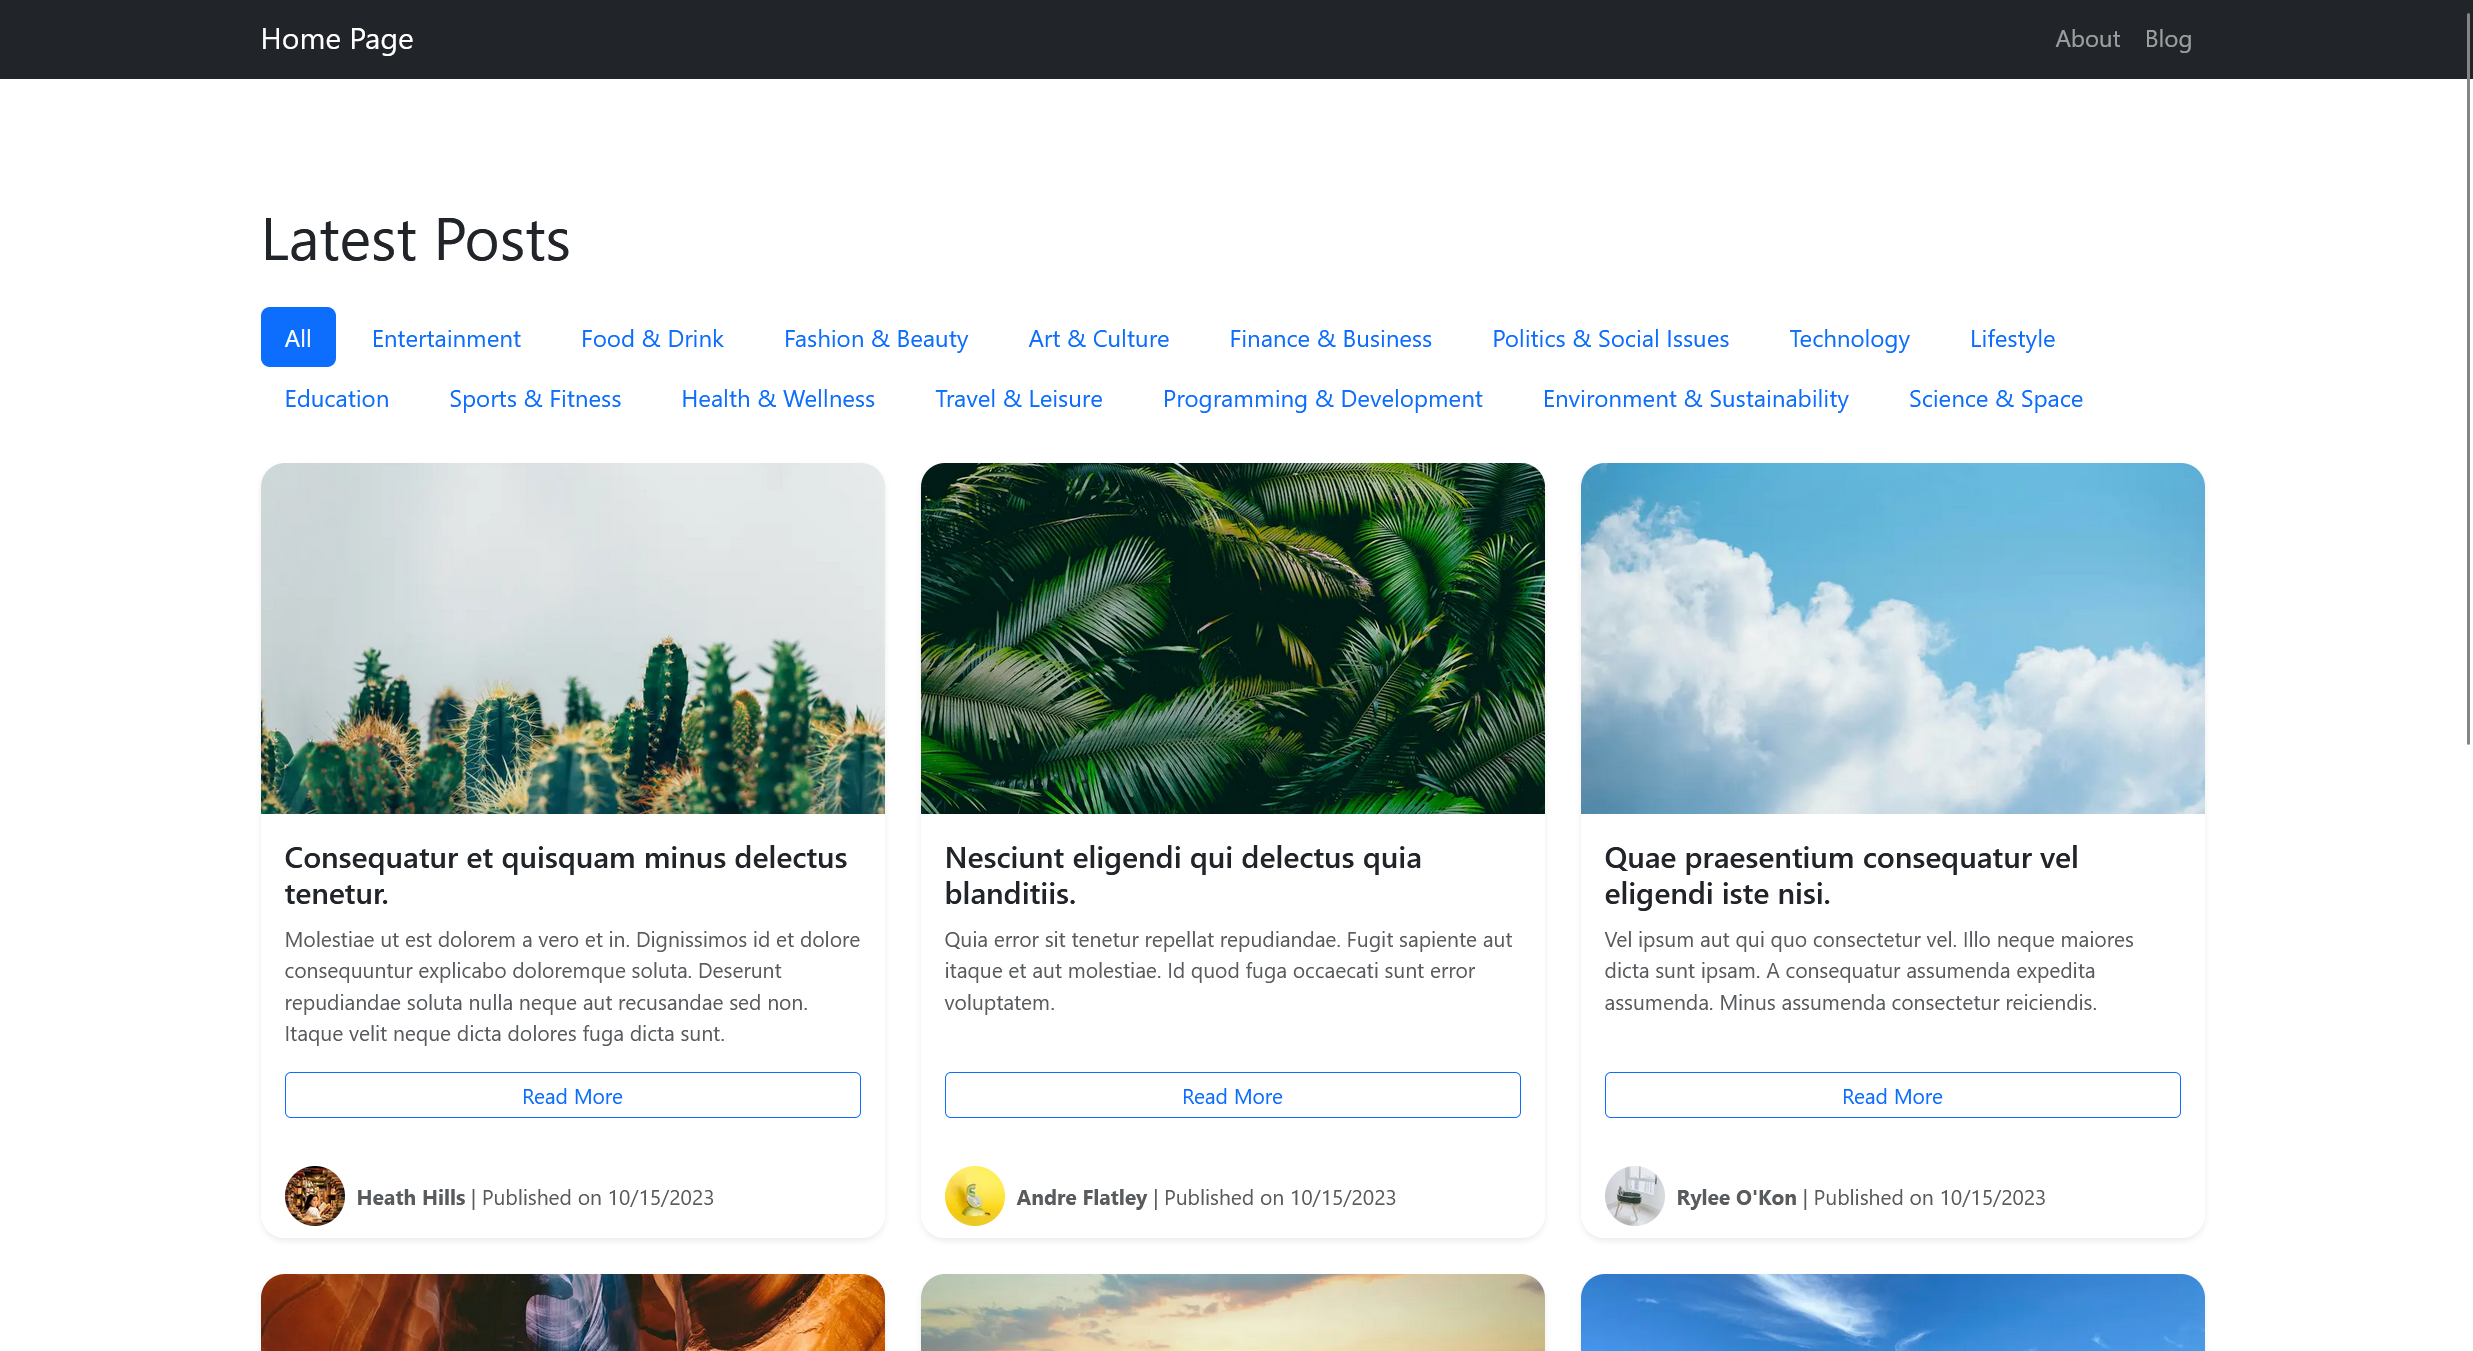 Home Page
About Blog
Latest Posts
All Entertainment Food & Drink Fashion & Beauty Art & Culture Finance & Business Politics & Social Issues Technology Lifestyle
Education Sports & Fitness Health & Wellness Travel & Leisure Programming & Development Environment & Sustainability Science & Space
Consequatur et quisquam minus delectus
tenetur.
Molestiae ut est dolorem a vero et in. Dignissimos id et dolore
consequuntur explicabo doloremque soluta. Deserunt
repudiandae soluta nulla neque aut recusandae sed non.
Itaque velit neque dicta dolores fuga dicta sunt.
Read More
Heath Hills | Published on 10/15/2023
Nesciunt eligendi qui delectus quia
blanditiis.
Quia error sit tenetur repellat repudiandae. Fugit sapiente aut
itaque et aut molestiae. Id quod fuga occaecati sunt error
voluptatem.
Read More
Andre Flatley | Published on 10/15/2023
Quae praesentium consequatur vel
eligendi iste nisi.
Vel ipsum aut qui quo consectetur vel. Illo neque maiores
dicta sunt ipsam. A consequatur assumenda expedita
assumenda. Minus assumenda consectetur reiciendis.
Read More
Rylee O'Kon | Published on 10/15/2023